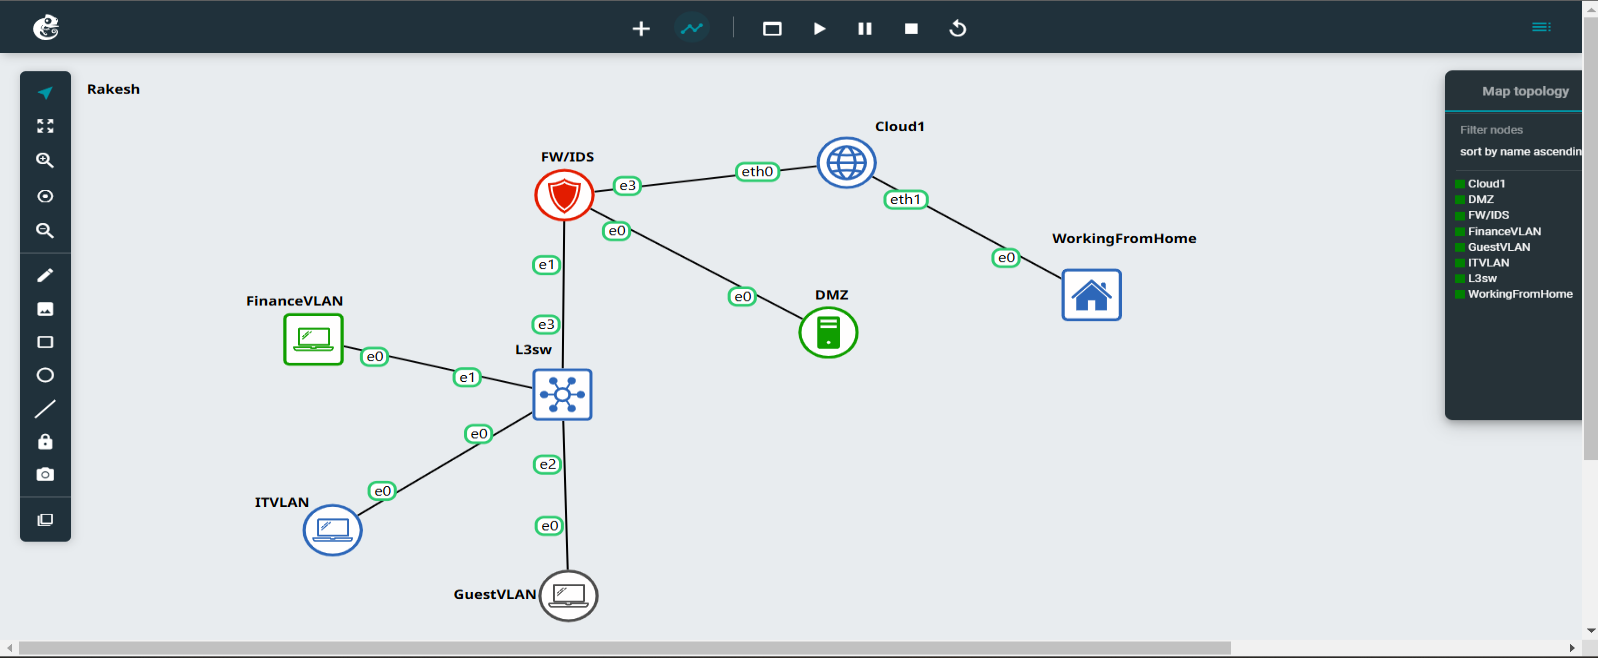 Rakesh
Cloud1
FW/IDS
e3
eth0
eth1
e0
WorkingFromHome
e0
e1
e0
DMZ
FinanceVLAN
e3
L3sw
e0
e1
e0
e2
e0
ITVLAN
e0
GuestVLAN
Map topology
Filter nodes
sort by name ascendin
Cloud1
DMZ
FW/IDS
FinanceVLAN
GuestVLAN
ITVLAN
L3sw
WorkingFromHome